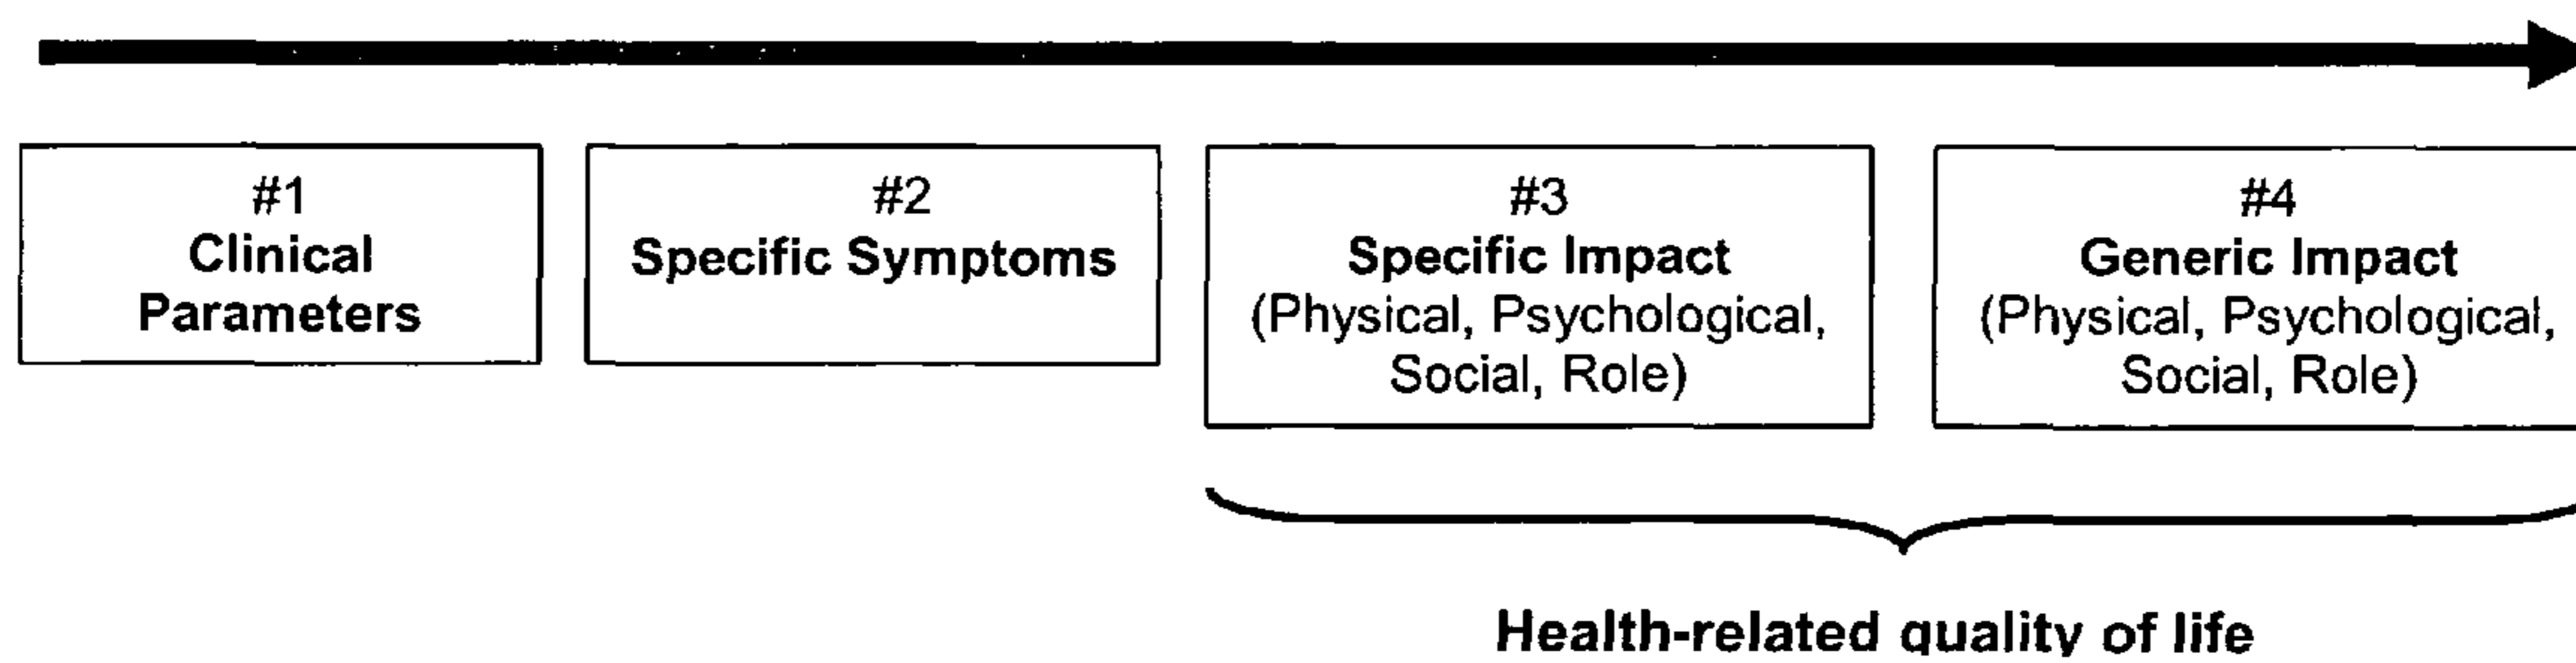 #1
Clinical
Parameters
#2
Specific Symptoms
#3
Specific Impact
(Physical, Psychological,
Social, Role)
#4
Generic Impact
(Physical, Psychological,
Social, Role)
Health-related quality of life